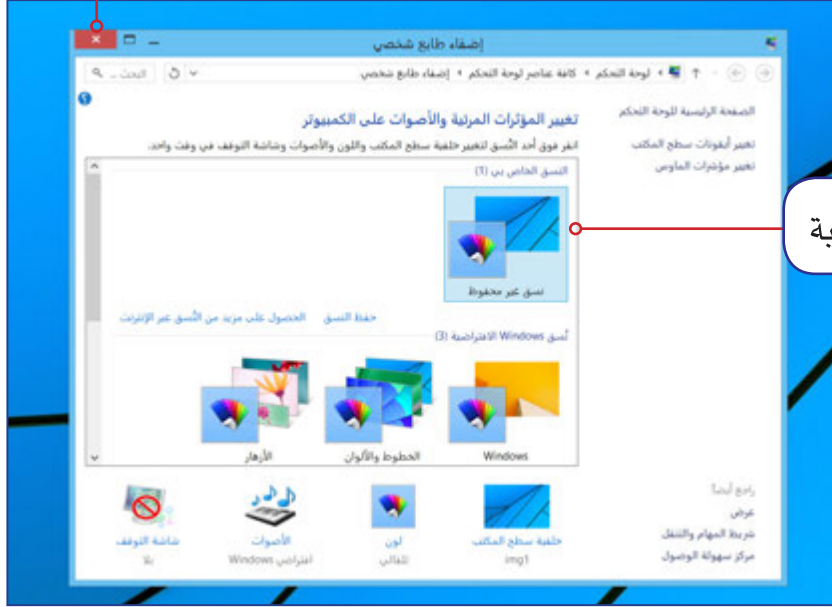 إضفاء طابع شخصي
لوحة التحكم ‹ كافة عناصر لوحة التحكم ‹ إضفاء طابع شخصي
البحث ..
الصفحة الرئيسية للوحة التحكم
تغيير أيقونات سطح المكتب
تغيير مؤشرات الماوس
تغيير المؤثرات المرئية والأصوات على الكمبيوتر
انقر فوق أحد النُسق لتغيير خلفية سطح المكتب واللون والأصوات وشاشة التوقف في وقت واحد.
النسق الخاص بي (1)
نسق غير محفوظ
حفظ النسق
الحصول على مزيد من النُسق عبر الإنترنت
نُسق Windows الافتراضية (3)
Windows
الخطوط والألوان
الأزهار
خلفية سطح المكتب
img1
لون
تلقائي
الأصوات
افتراضي Windows
شاشة التوقف
بلا
راجع أيضاً
عرض
شريط المهام والتنقل
مركز سهولة الوصول